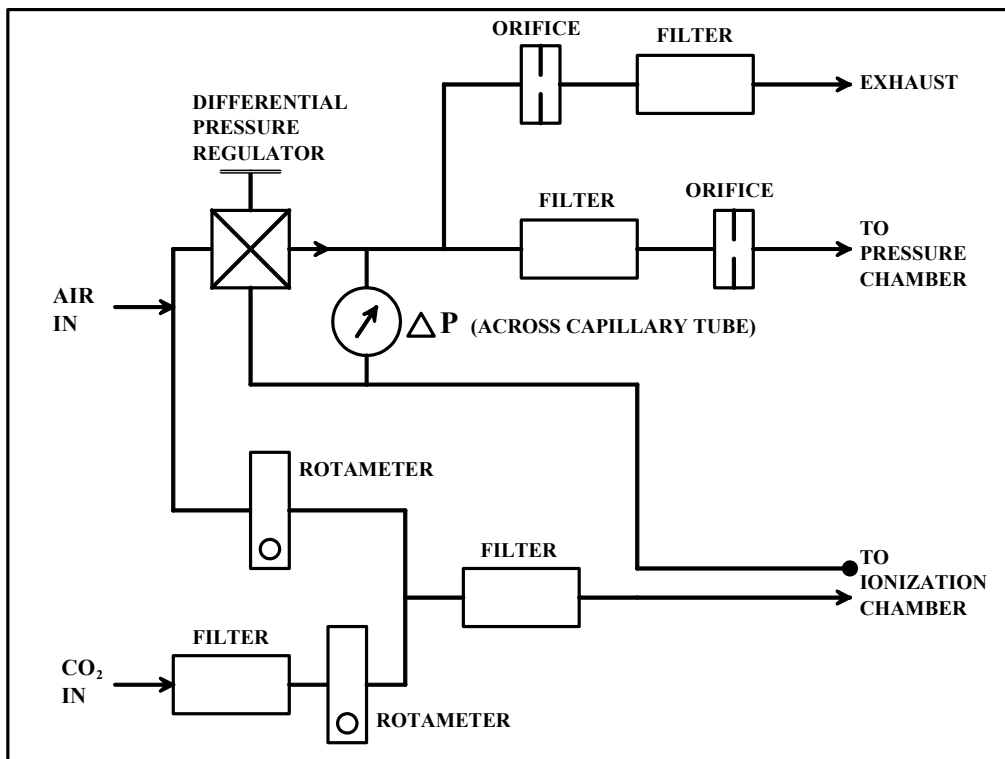 ORIFICE
FILTER
EXHAUST
DIFFERENTIAL
PRESSURE
REGULATOR
FILTER
ORIFICE
TO
PRESSURE
CHAMBER
AIR
IN
△P (ACROSS CAPILLARY TUBE)
ROTAMETER
FILTER
TO
IONIZATION
CHAMBER
FILTER
CO₂
IN
ROTAMETER